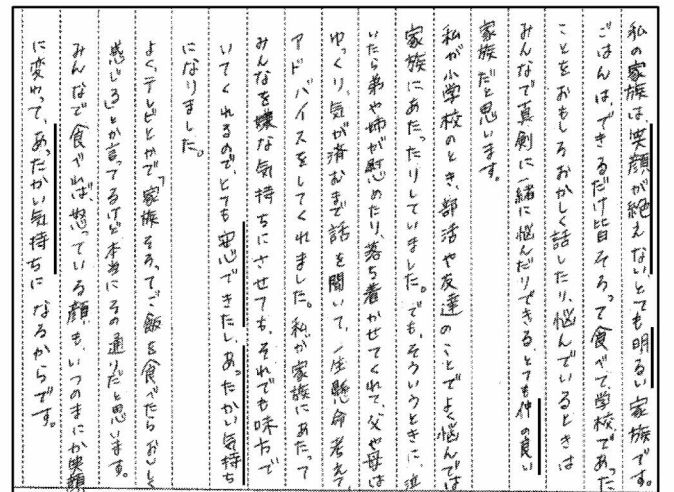 私の家族は、笑顔が絶えないとても明るい家族です。
ごはんは、できるだけ皆そろって食べて、学校であった
ことをおもしろおかしく話したり、悩んでいるときは
みんなで真剣に一緒に悩んだりできる、とても仲の良い
家族だと思います。
私が小学校のとき、部活や友達のことでよく悩んでは
家族にあたったりしていました。でも、そういうときに、泣
いたら弟や姉が慰めたり、落ち着かせてくれて、父や母は
ゆっくり、気が済むまで話を聞いて、一生懸命考えて、
アドバイスをしてくれました。私が家族にあたって
みんなを嫌な気持ちにさせても、それでも味方で
いてくれるので、とても安心できたし、あったかい気持ち
になりました。
よく、テレビとかで「家族そろってご飯を食べたらおいしく
感じる」とか言ってるけど本当にその通りだと思います。
みんなで食べれば、怒っている顔も、いつのまにか笑顔
に変わって、あったかい気持ちになるからです。